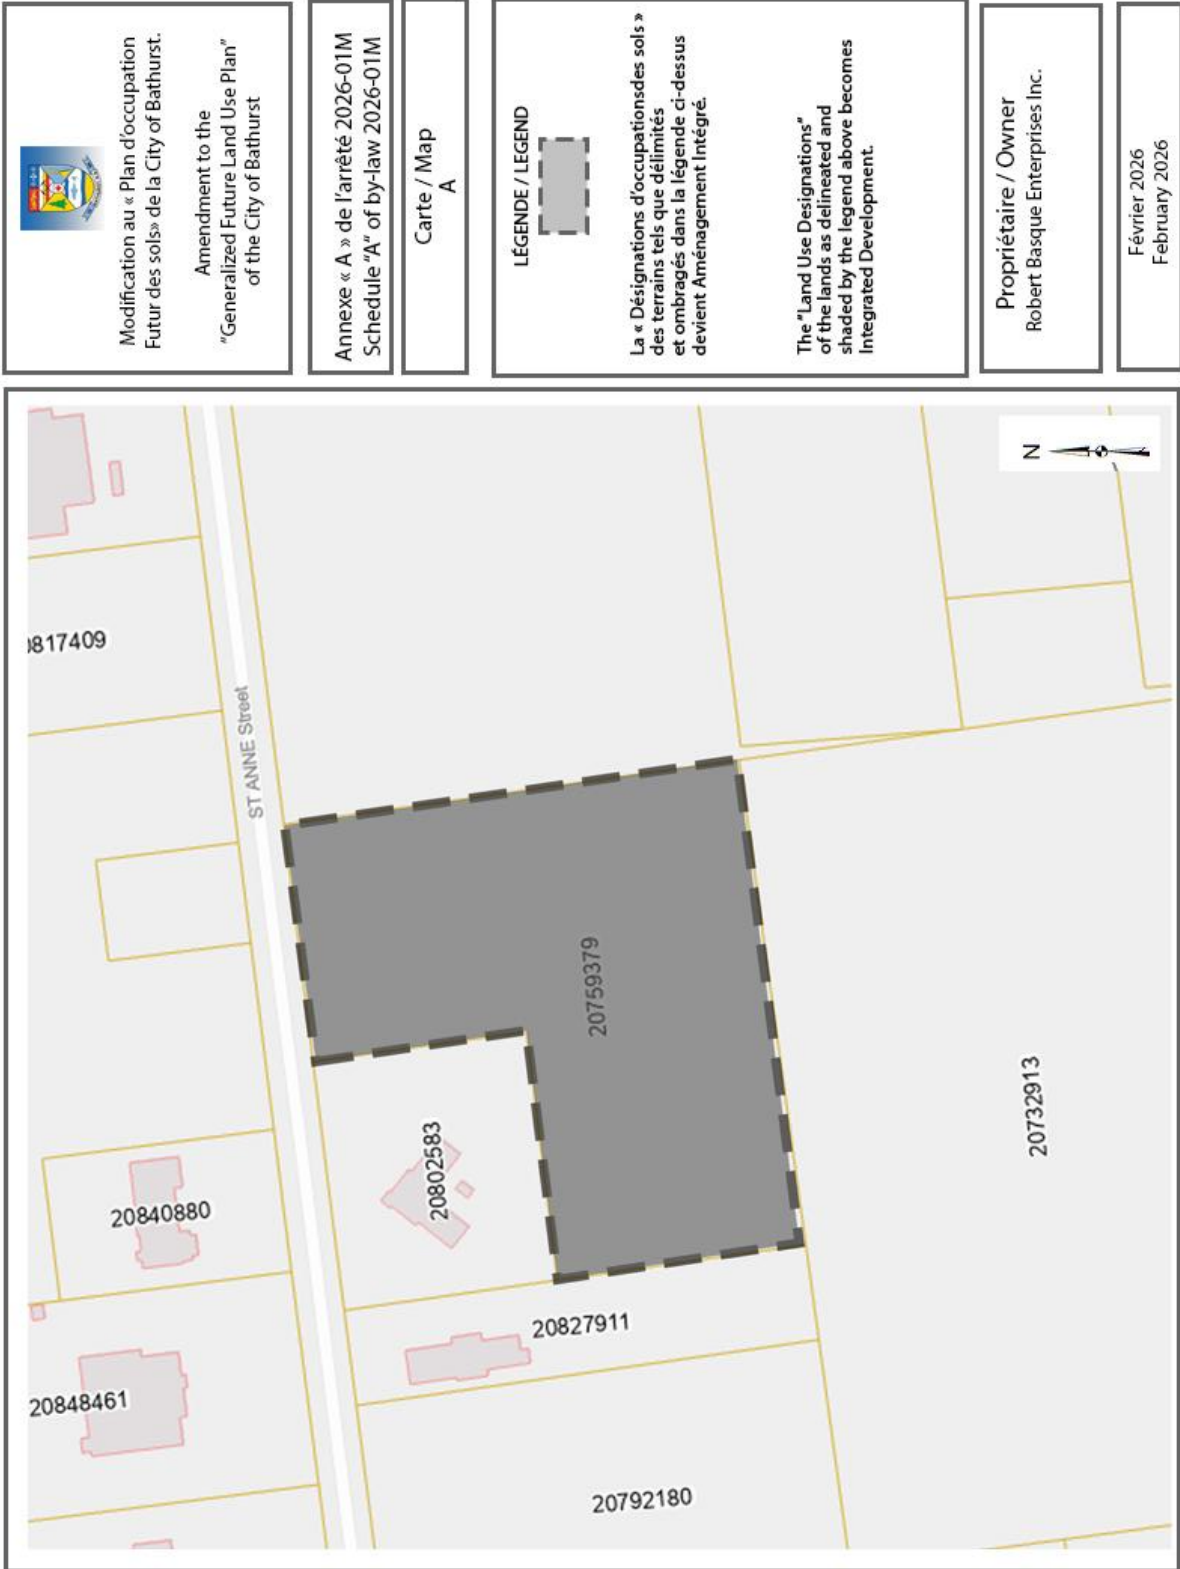 Modification au « Plan d'occupation
Futur des sols» de la City of Bathurst.
Amendment to the
"Generalized Future Land Use Plan"
of the City of Bathurst
Annexe « A » de l'arrêté 2026-01M
Schedule "A" of by-law 2026-01M
Carte / Map
A
LÉGENDE / LEGEND
La « Désignations d'occupationsdes sols »
des terrains tels que délimités
et ombragés dans la légende ci-dessus
devient Aménagement Intégré.
The "Land Use Designations"
of the lands as delineated and
shaded by the legend above becomes
Integrated Development.
Propriétaire / Owner
Robert Basque Enterprises Inc.
Février 2026
February 2026
20848461
20840880
0817409
ST ANNE Street
20792180
20827911
20802583
20759379
20732913
N